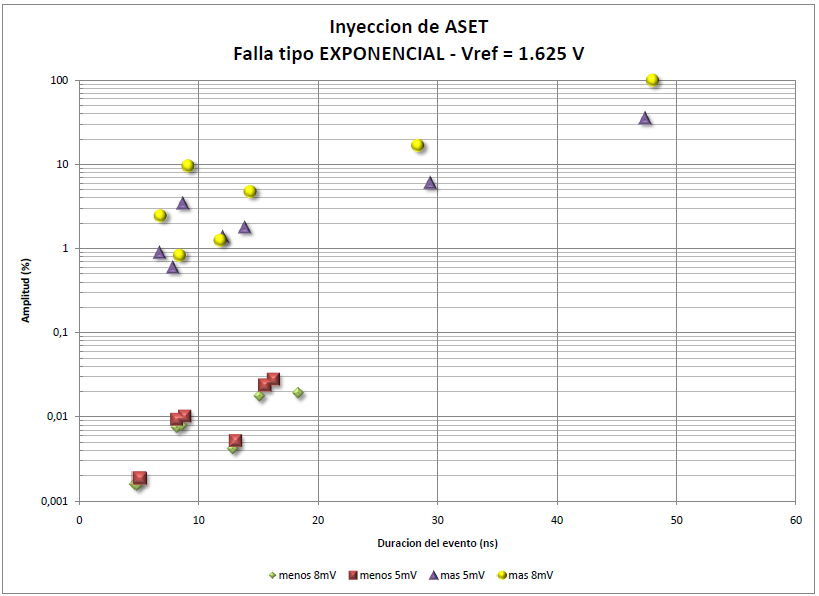 Inyeccion de ASET
Falla tipo EXPONENCIAL - Vref = 1.625 V
100
10
1
0,1
0,01
0,001
Amplitud (%)
0 10 20 30 40 50 60
Duracion del evento (ns)
menos 8mV menos 5mV mas 5mV mas 8mV